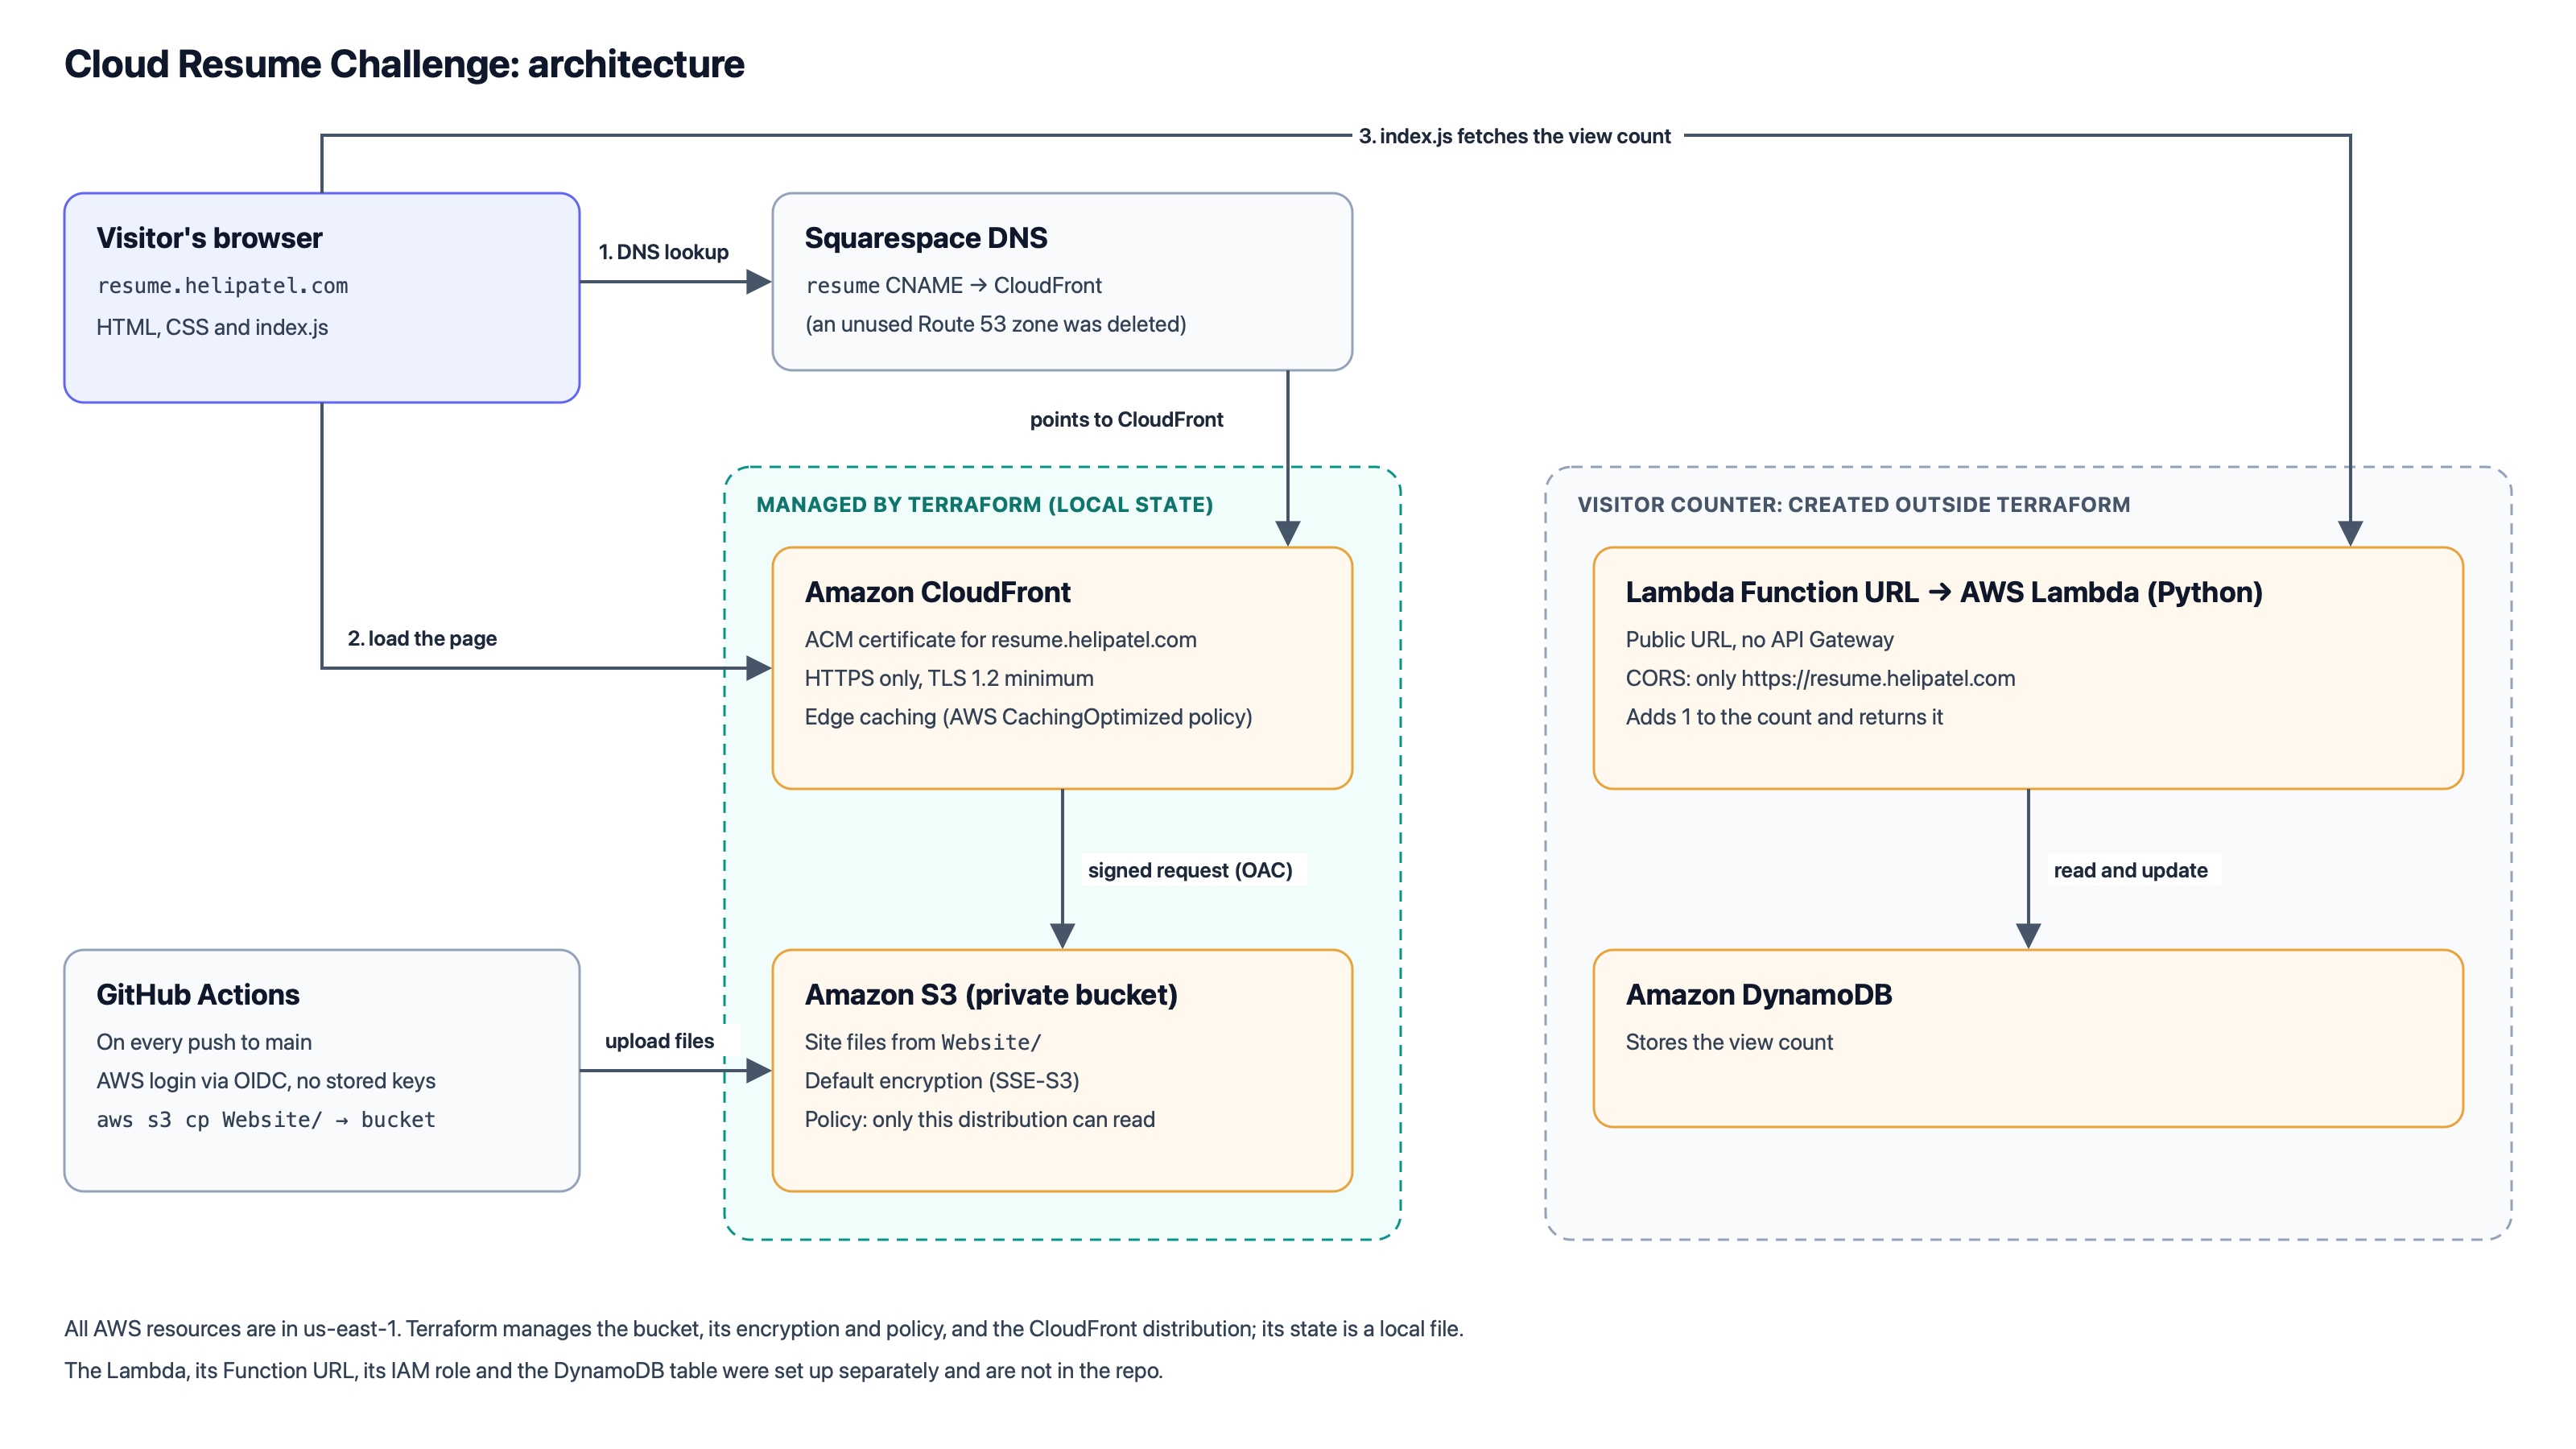 Cloud Resume Challenge: architecture
3. index.js fetches the view count
Visitor's browser
resume.helipatel.com
HTML, CSS and index.js
1. DNS lookup
Squarespace DNS
resume CNAME → CloudFront
(an unused Route 53 zone was deleted)
points to CloudFront
2. load the page
MANAGED BY TERRAFORM (LOCAL STATE)
Amazon CloudFront
ACM certificate for resume.helipatel.com
HTTPS only, TLS 1.2 minimum
Edge caching (AWS CachingOptimized policy)
signed request (OAC)
VISITOR COUNTER: CREATED OUTSIDE TERRAFORM
Lambda Function URL → AWS Lambda (Python)
Public URL, no API Gateway
CORS: only https://resume.helipatel.com
Adds 1 to the count and returns it
read and update
GitHub Actions
On every push to main
AWS login via OIDC, no stored keys
aws s3 cp Website/ → bucket
upload files
Amazon S3 (private bucket)
Site files from Website/
Default encryption (SSE-S3)
Policy: only this distribution can read
Amazon DynamoDB
Stores the view count
All AWS resources are in us-east-1. Terraform manages the bucket, its encryption and policy, and the CloudFront distribution; its state is a local file.
The Lambda, its Function URL, its IAM role and the DynamoDB table were set up separately and are not in the repo.